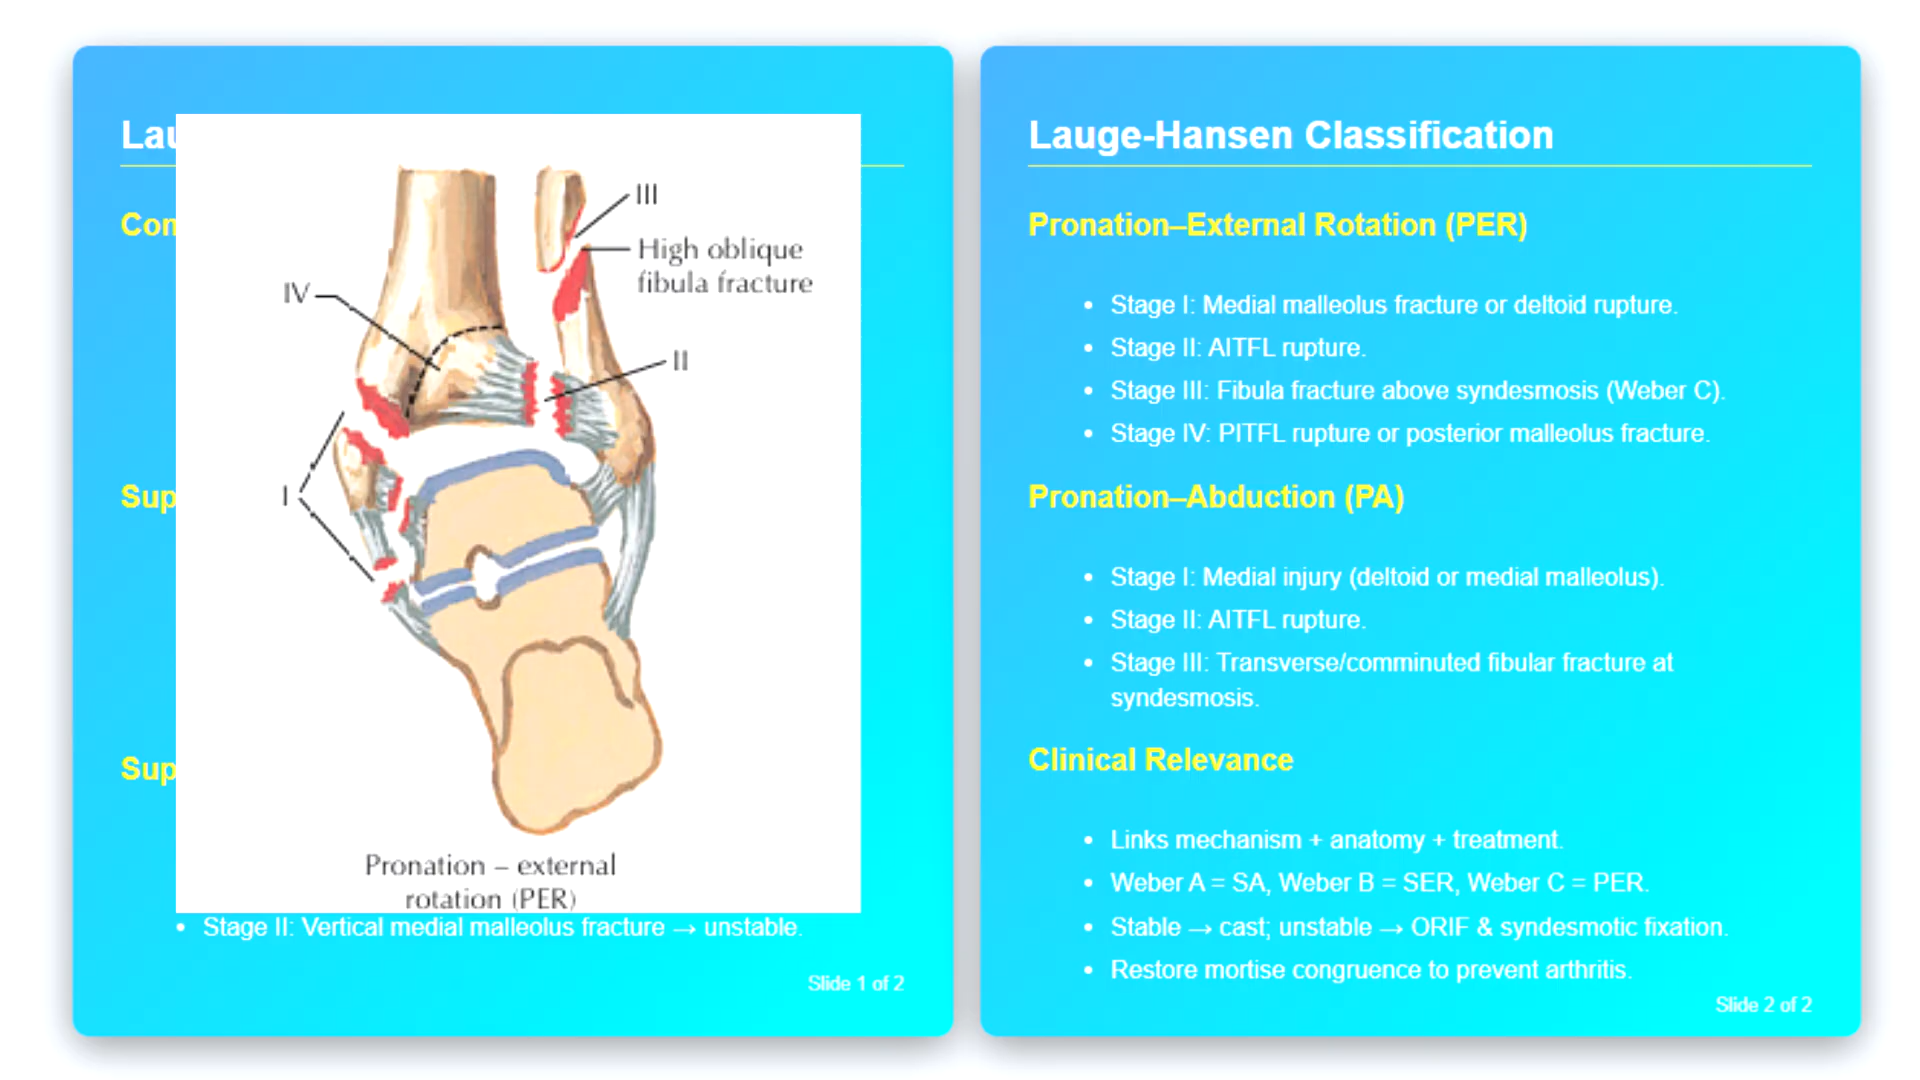 Lau
Con
Sup
Sup
III
High oblique
fibula fracture
IV
II
I
Pronation – external
rotation (PER)
• Stage II: Vertical medial malleolus fracture → unstable.
Slide 1 of 2
Lauge-Hansen Classification
Pronation–External Rotation (PER)
• Stage I: Medial malleolus fracture or deltoid rupture.
• Stage II: AITFL rupture.
• Stage III: Fibula fracture above syndesmosis (Weber C).
• Stage IV: PITFL rupture or posterior malleolus fracture.
Pronation–Abduction (PA)
• Stage I: Medial injury (deltoid or medial malleolus).
• Stage II: AITFL rupture.
• Stage III: Transverse/comminuted fibular fracture at
syndesmosis.
Clinical Relevance
• Links mechanism + anatomy + treatment.
• Weber A = SA, Weber B = SER, Weber C = PER.
• Stable → cast; unstable → ORIF & syndesmotic fixation.
• Restore mortise congruence to prevent arthritis.
Slide 2 of 2